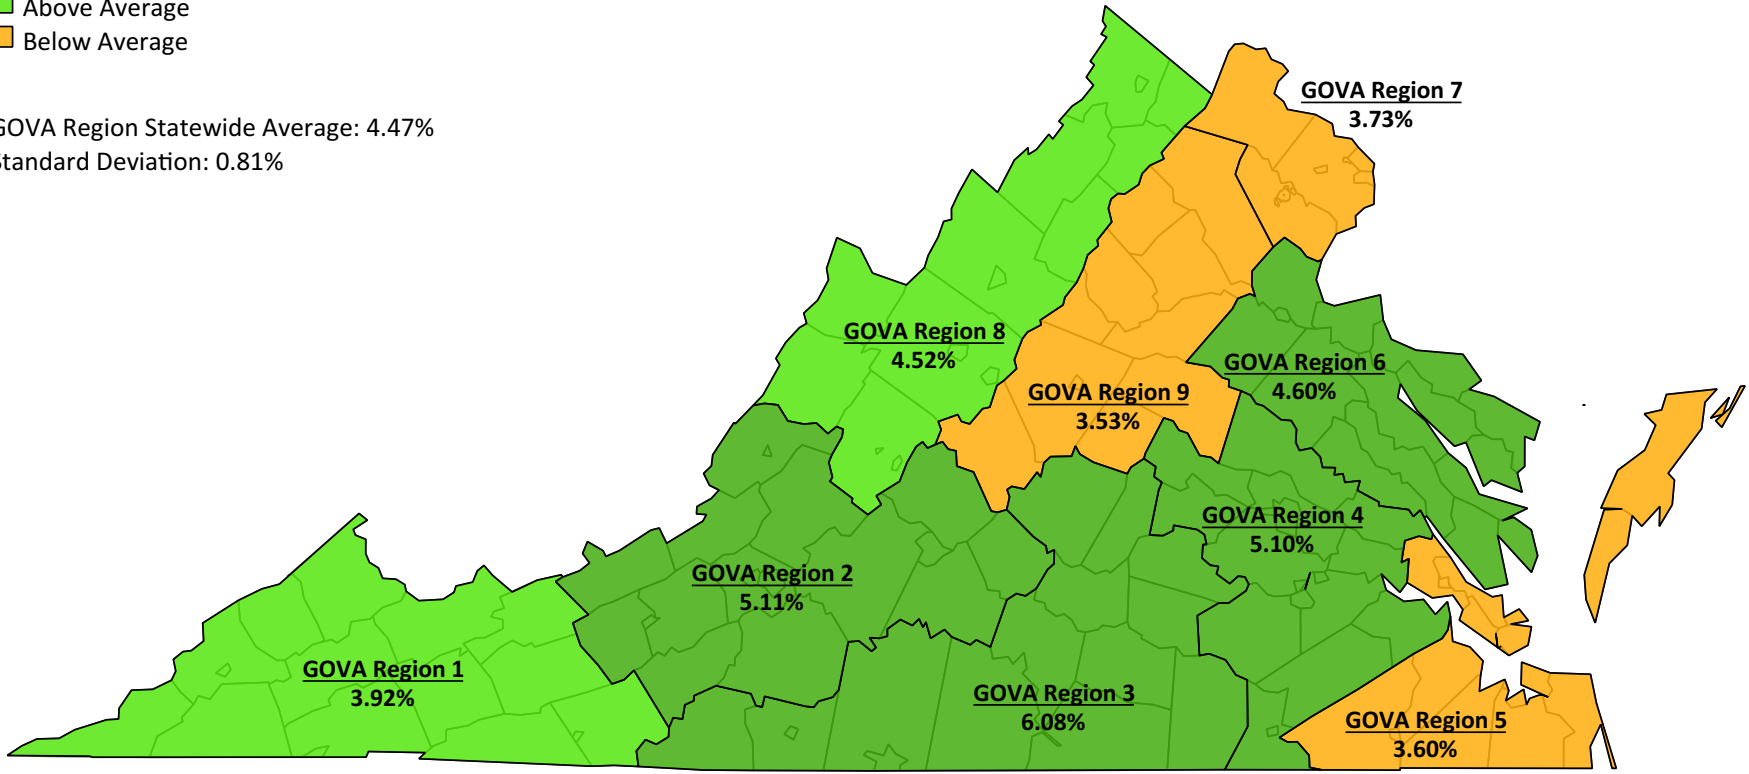 Above Average
Below Average
GOVA Region Statewide Average: 4.47%
Standard Deviation: 0.81%
GOVA Region 7
3.73%
GOVA Region 8
4.52%
GOVA Region 6
4.60%
GOVA Region 9
3.53%
GOVA Region 4
5.10%
GOVA Region 2
5.11%
GOVA Region 1
3.92%
GOVA Region 3
6.08%
GOVA Region 5
3.60%